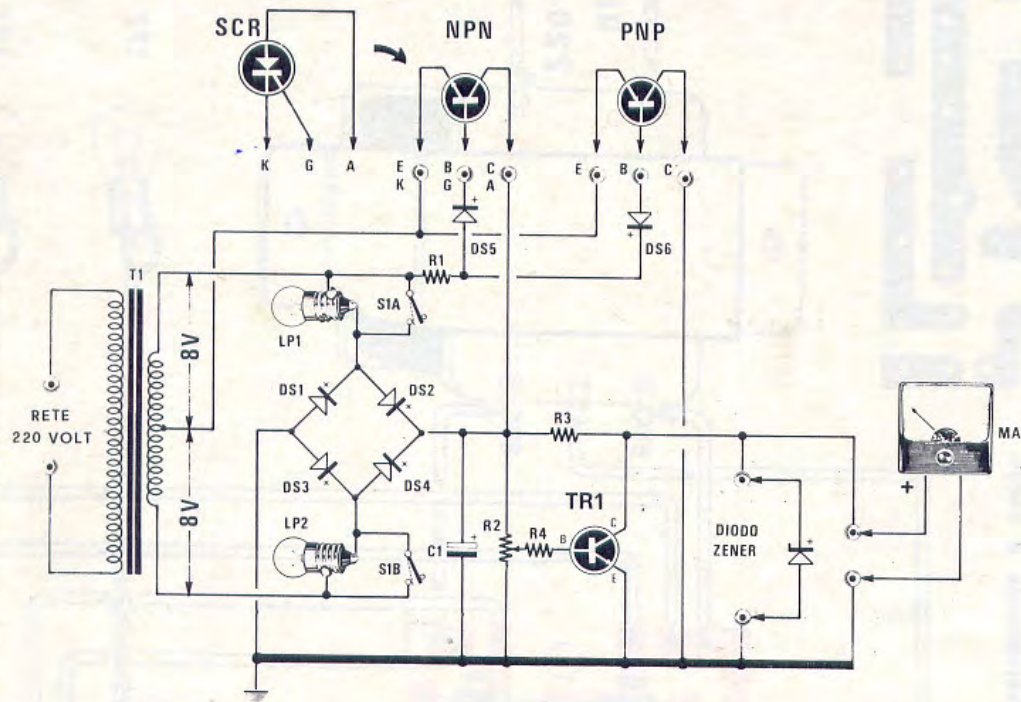 SCR
NPN
PNP
K G A
E B C
K G A
E B C
DS5
DS6
R1
T1
S1A
LP1
8V
DS1
DS2
RETE
220 VOLT
R3
MA
+
DS3
DS4
8V
LP2
S1B
C1
R2
R4
B
C
E
TR1
DIODO
ZENER